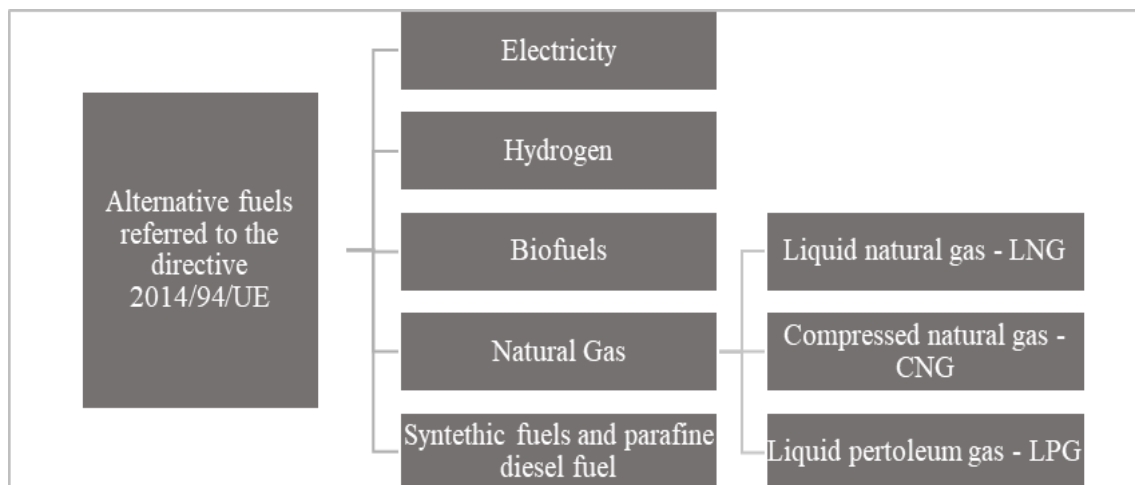 Alternative fuels
referred to the
directive
2014/94/UE
Electricity
Hydrogen
Biofuels
Natural Gas
Syntethic fuels and parafine
diesel fuel
Liquid natural gas - LNG
Compressed natural gas -
CNG
Liquid pertoleum gas - LPG